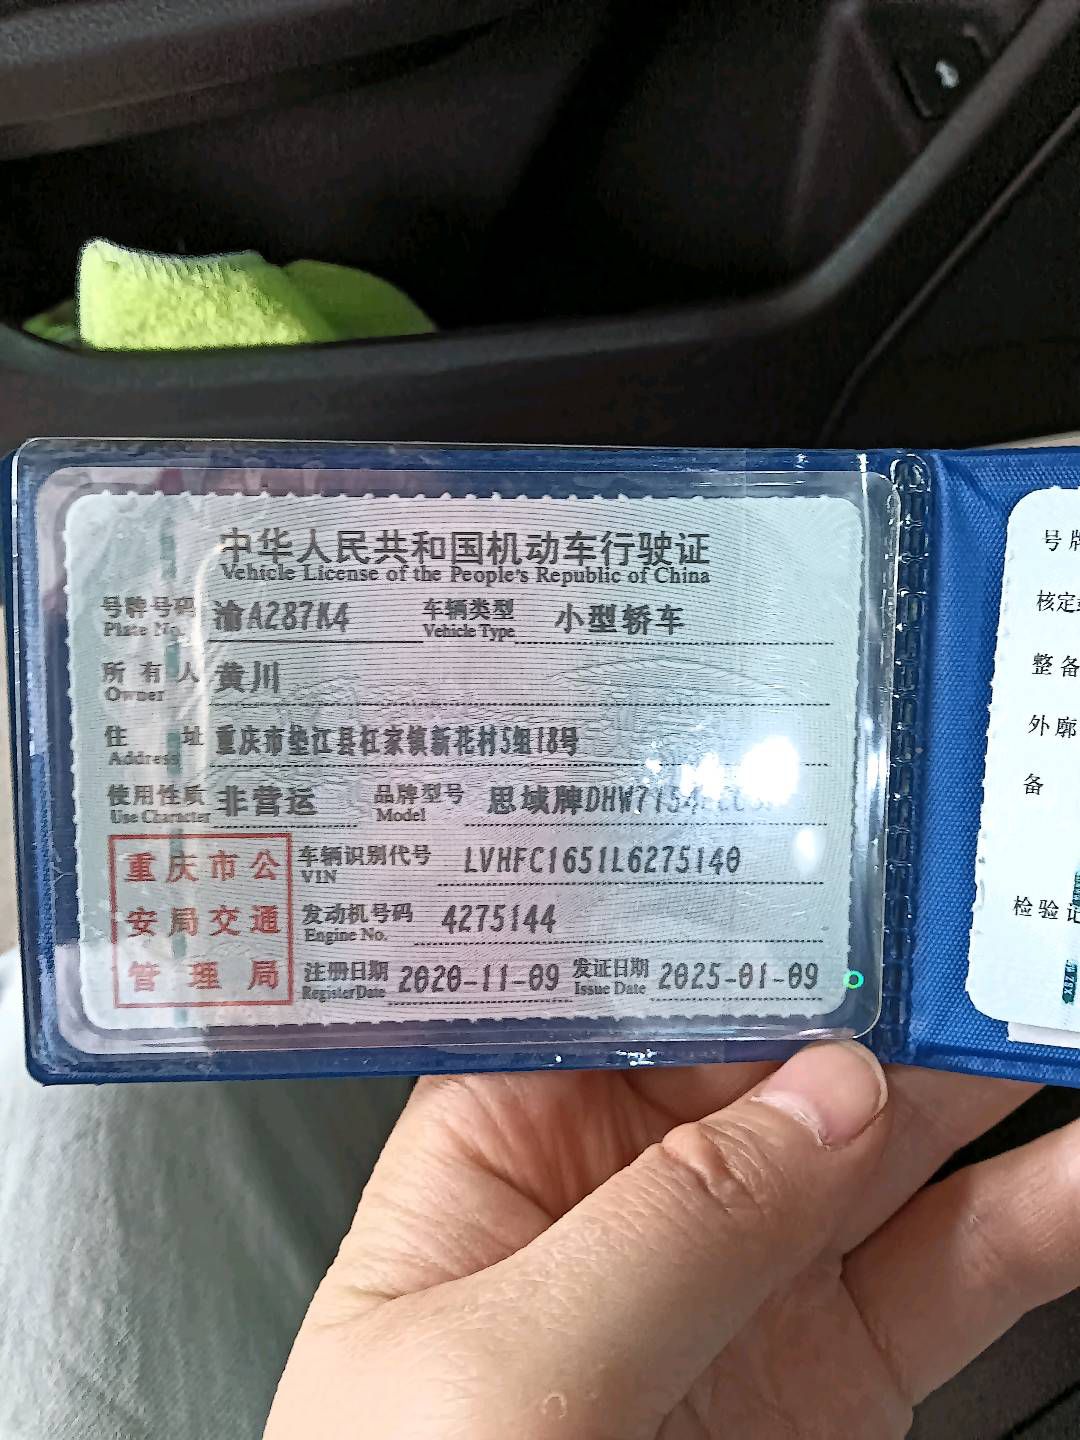 中华人民共和国机动车行驶证
Vehicle License of the People's Republic of China
号牌号码 渝A287K4 车辆类型 小型轿车
Plate No. Vehicle Type
所有人 黄川
Owner
住址 重庆市垫江县杠家镇新花村5组18号
Address
使用性质 非营运 品牌型号 思域牌
Use Character Model
重庆市公
安局交通
管理局
车辆识别代号 LVHFC1651L6275140
VIN
发动机号码 4275144
Engine No.
注册日期 2020-11-09 发证日期 2025-01-09
Register Date Issue Date
号牌
核定
整备
外廓
备
检验